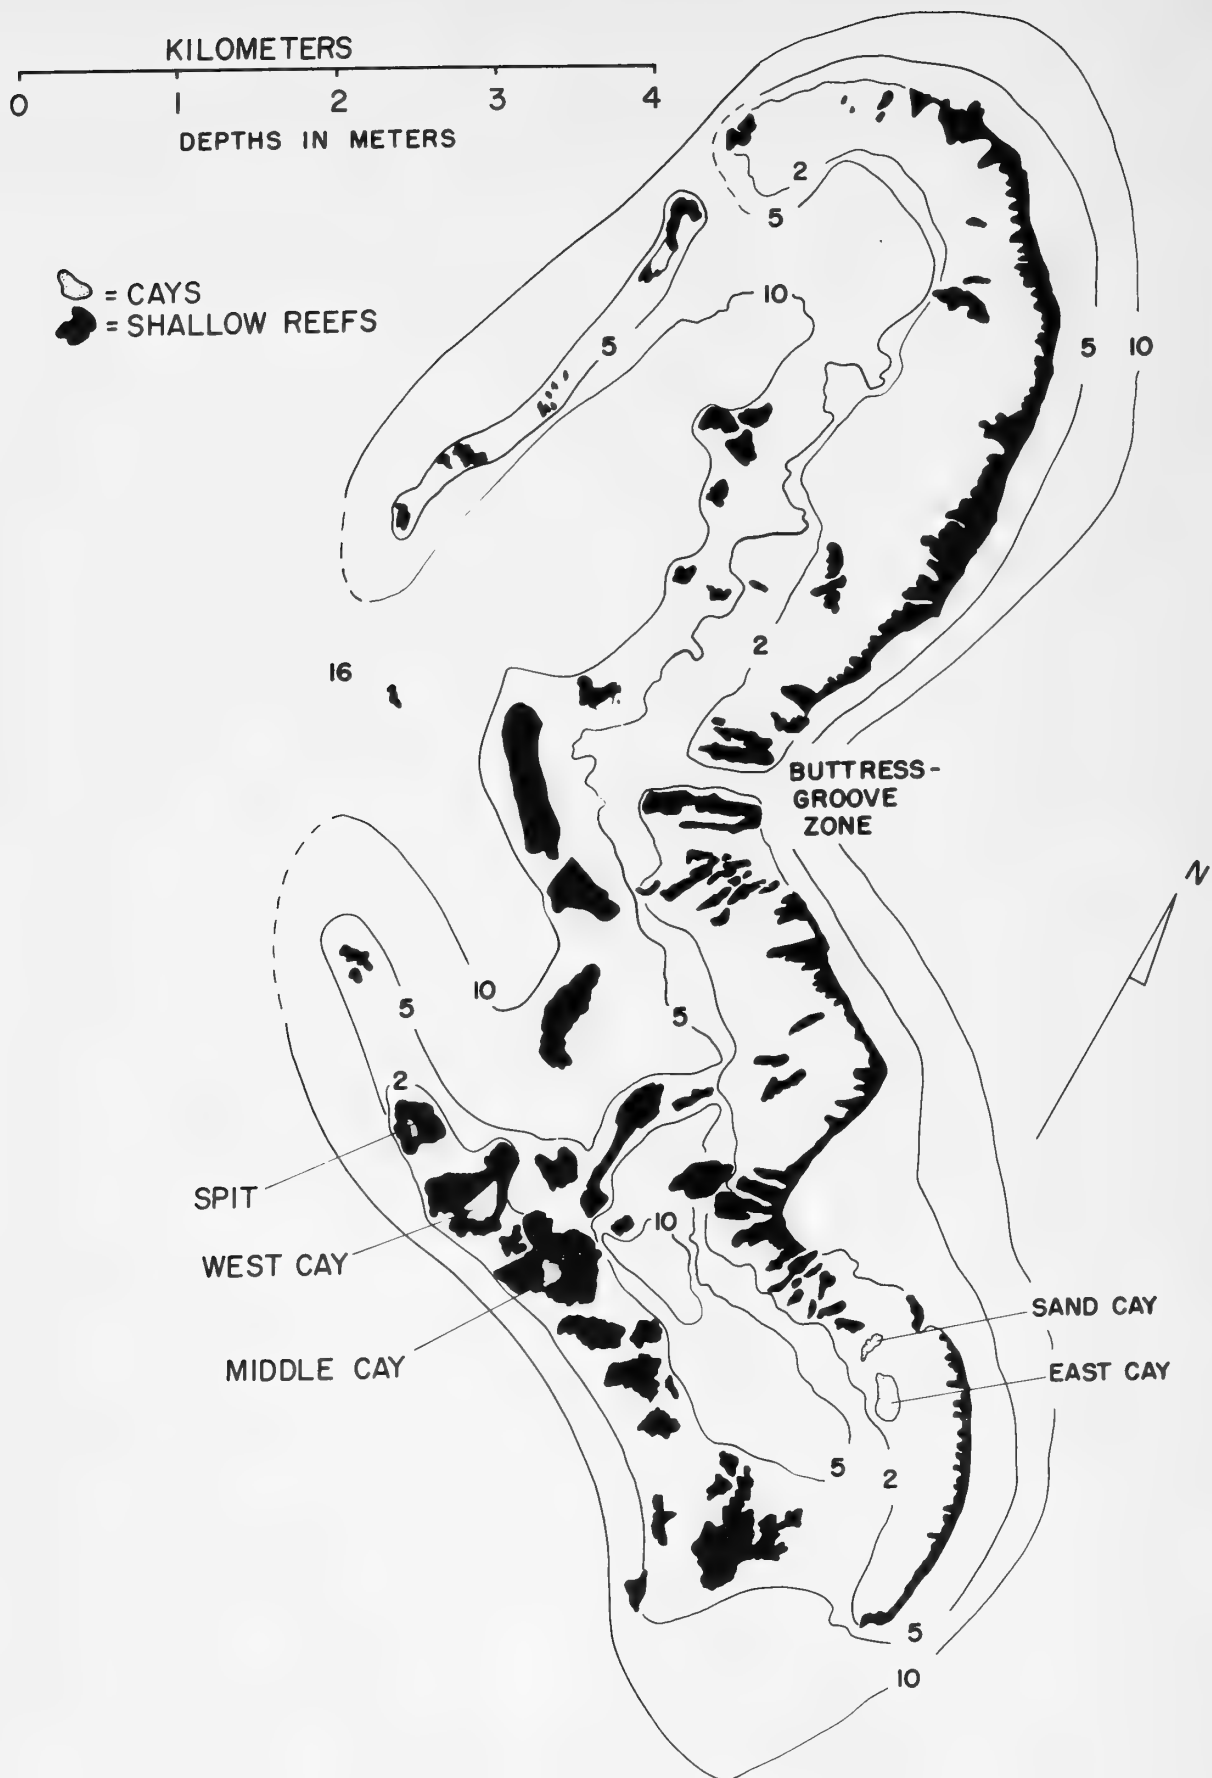 KILOMETERS
0 1 2 3 4
DEPTHS IN METERS
2
5
= CAYS
10
= SHALLOW REEFS
5
5 10
2
16
BUTTRESS-
GROOVE
ZONE
N
10
5
5
2
SPIT
10
WEST CAY
SAND CAY
MIDDLE CAY
EAST CAY
5
2
5
10